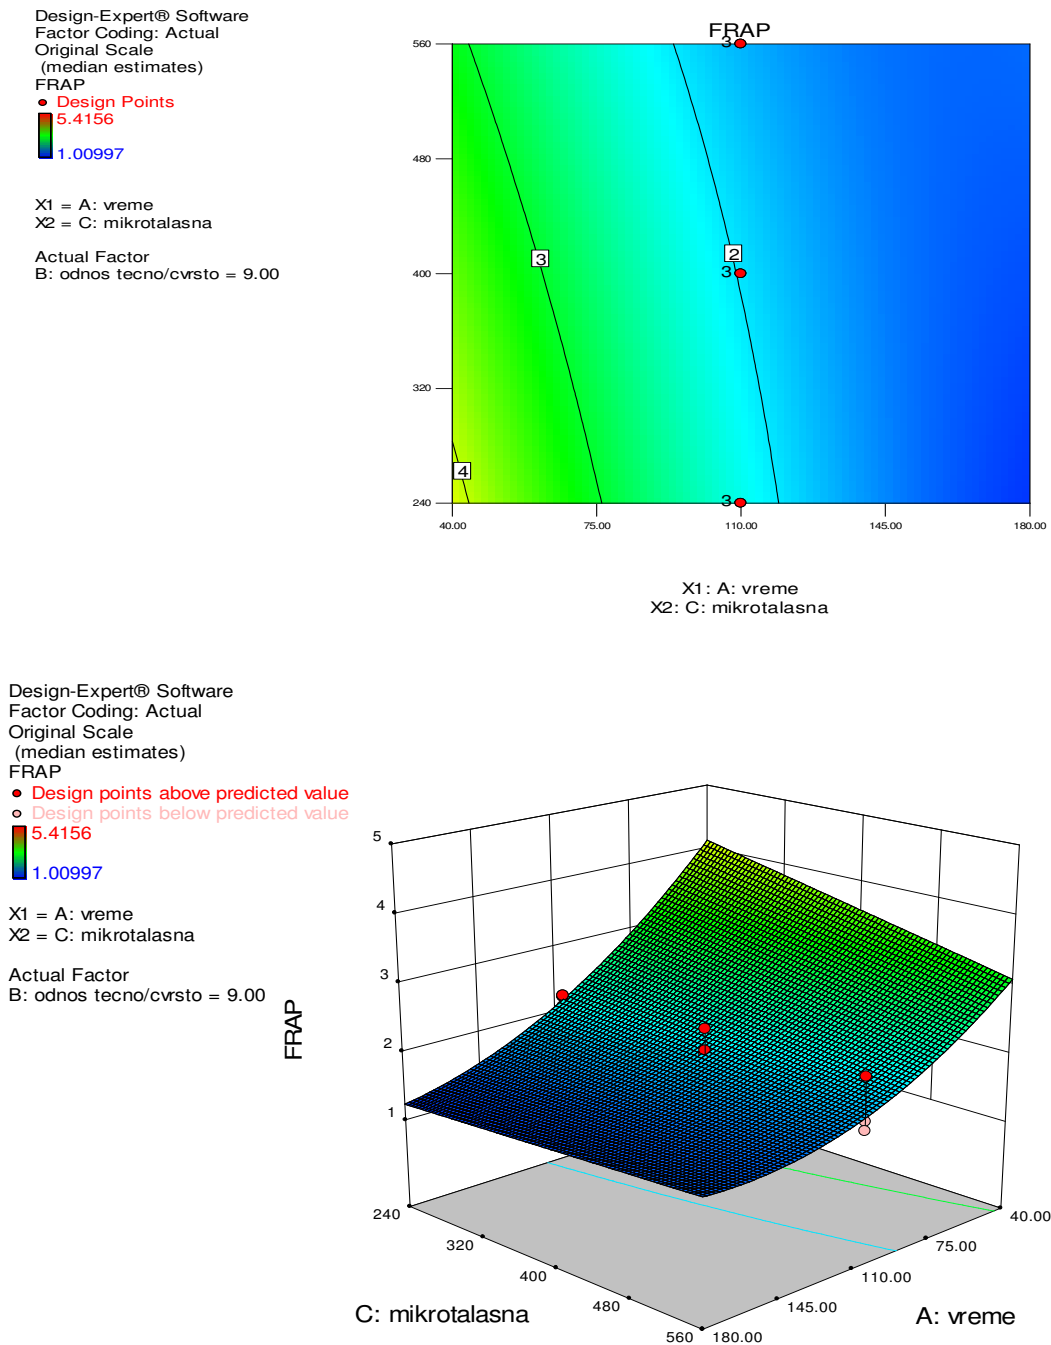 Design-Expert® Software
Factor Coding: Actual
Original Scale
(median estimates)
FRAP
Design Points
5.4156
1.00997
X1 = A: vreme
X2 = C: mikrotalasna
Actual Factor
B: odnos tecno/cvrsto = 9.00
FRAP
560
480
400
320
240
40.00
75.00
110.00
145.00
180.00
3
3
3
3
2
4
X1: A: vreme
X2: C: mikrotalasna
Design-Expert® Software
Factor Coding: Actual
Original Scale
(median estimates)
FRAP
Design points above predicted value
Design points below predicted value
5.4156
1.00997
X1 = A: vreme
X2 = C: mikrotalasna
Actual Factor
B: odnos tecno/cvrsto = 9.00
FRAP
5
4
3
2
1
240
320
400
480
560
180.00
145.00
110.00
75.00
40.00
C: mikrotalasna
A: vreme